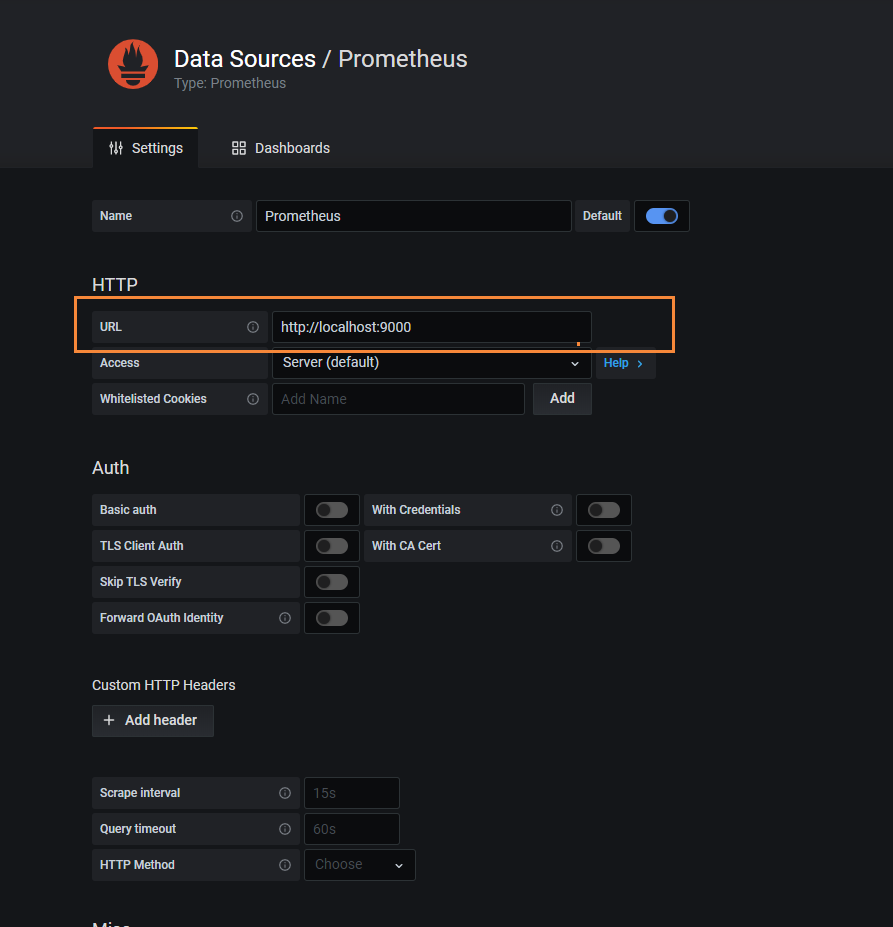 Data Sources / Prometheus
Type: Prometheus
Settings Dashboards
Name Prometheus Default
HTTP
URL http://localhost:9000
Access Server (default) Help
Whitelisted Cookies Add Name Add
Auth
Basic auth With Credentials
TLS Client Auth With CA Cert
Skip TLS Verify
Forward OAuth Identity
Custom HTTP Headers
Add header
Scrape interval 15s
Query timeout 60s
HTTP Method Choose
Misc